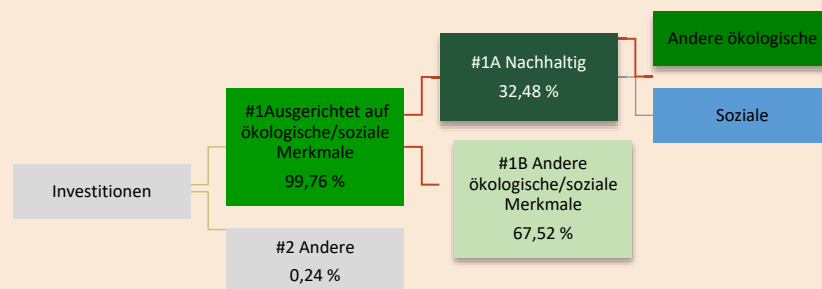 Investitionen
#1Ausgerichtet auf
ökologische/soziale
Merkmale
99,76 %
#2 Andere
0,24 %
#1A Nachhaltig
32,48 %
#1B Andere
ökologische/soziale
Merkmale
67,52 %
Andere ökologische
Soziale